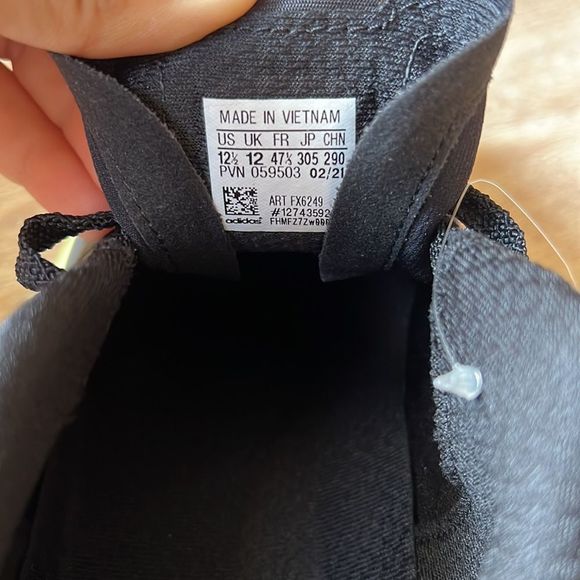 MADE IN VIETNAM
US UK FR JP CHN
12½ 12 47⅓ 305 290
PVN 059503 02/21
ART FX6249
#12743592
adidas